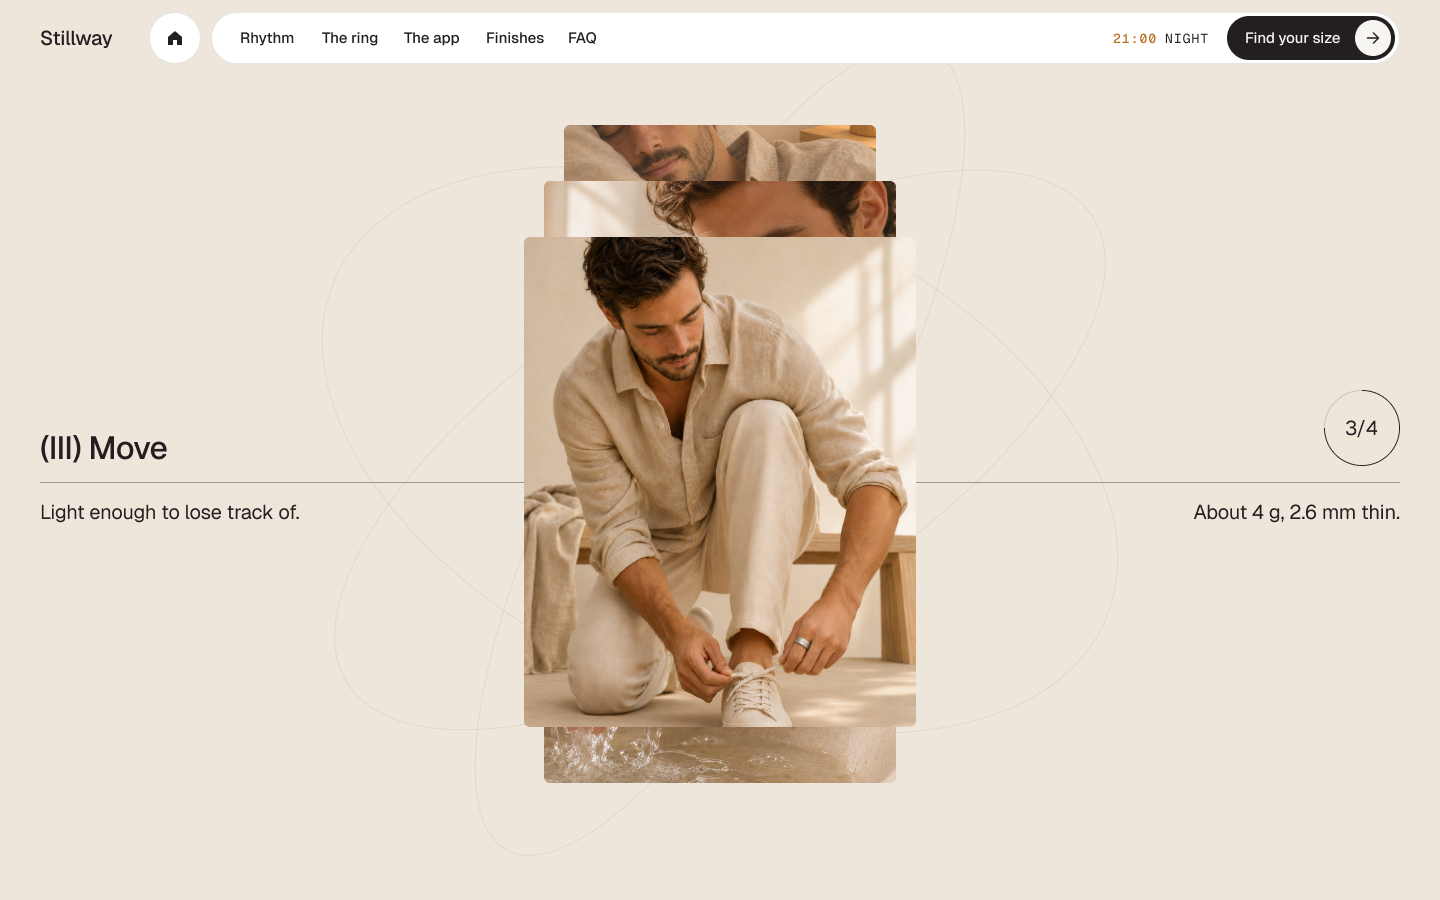 Stillway
Rhythm
The ring
The app
Finishes
FAQ
21:00 NIGHT
Find your size
(III) Move
3/4
Light enough to lose track of.
About 4 g, 2.6 mm thin.